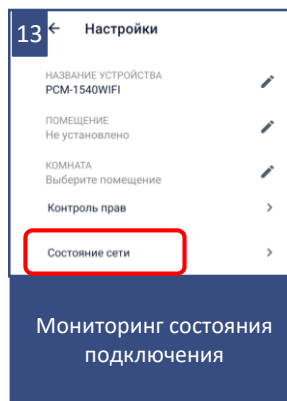 13 ← Настройки
НАЗВАНИЕ УСТРОЙСТВА
PCM-1540WIFI
ПОМЕЩЕНИЕ
Не установлено
КОМНАТА
Выберите помещение
Контроль прав >
Состояние сети >
Мониторинг состояния
подключения